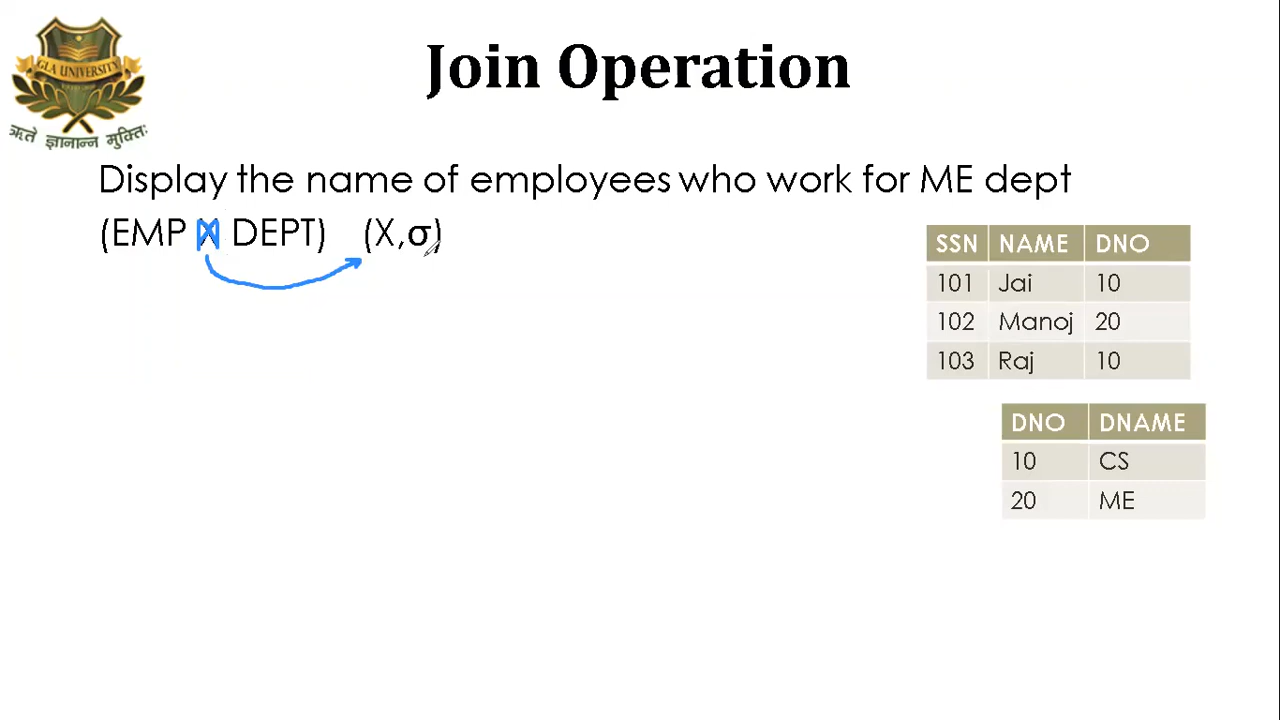 GLA UNIVERSITY
ऋते ज्ञानान्न मुक्तिः
Join Operation
Display the name of employees who work for ME dept
(EMP ⋈ DEPT) (X,σ)
SSN NAME DNO
101 Jai 10
102 Manoj 20
103 Raj 10
DNO DNAME
10 CS
20 ME